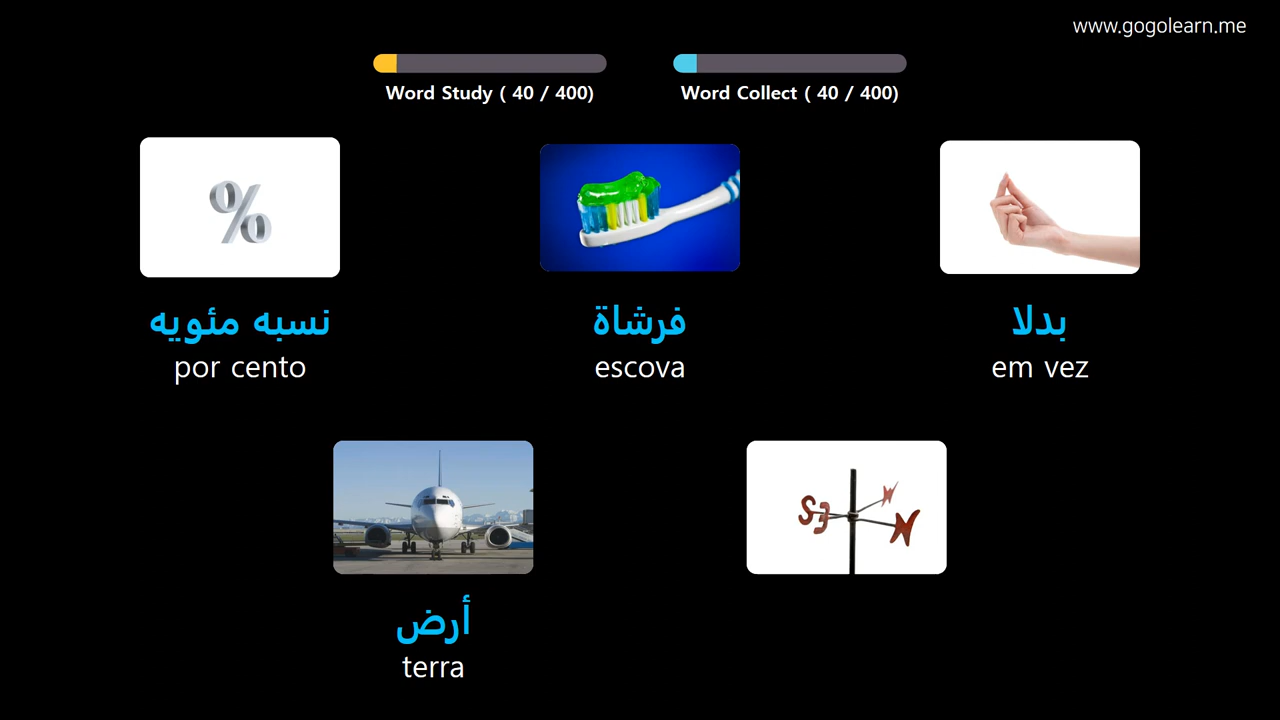 www.gogolearn.me
Word Study ( 40 / 400)
Word Collect ( 40 / 400)
%
نسبه مئويه
por cento
فرشاة
escova
بدلا
em vez
أرض
terra
S
E
N
W